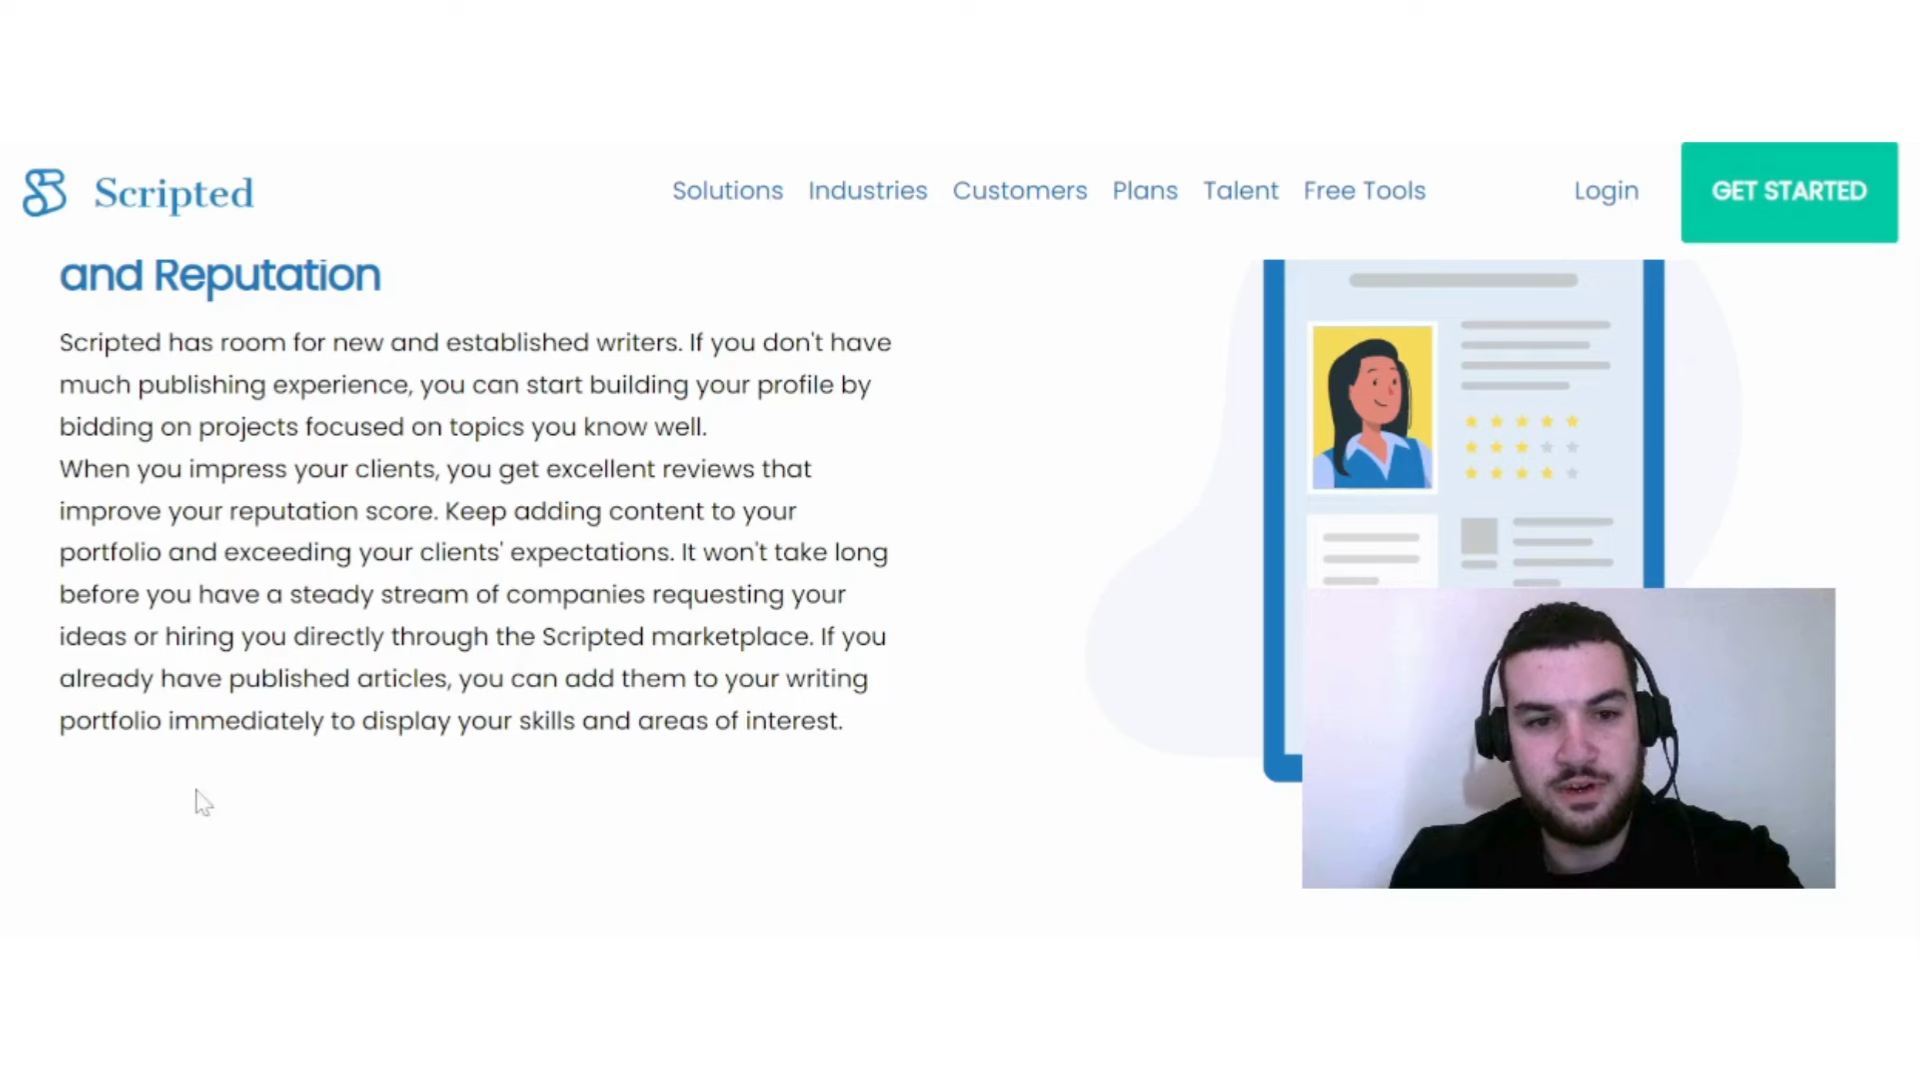 Scripted
Solutions Industries Customers Plans Talent Free Tools Login GET STARTED
and Reputation
Scripted has room for new and established writers. If you don't have
much publishing experience, you can start building your profile by
bidding on projects focused on topics you know well.
When you impress your clients, you get excellent reviews that
improve your reputation score. Keep adding content to your
portfolio and exceeding your clients' expectations. It won't take long
before you have a steady stream of companies requesting your
ideas or hiring you directly through the Scripted marketplace. If you
already have published articles, you can add them to your writing
portfolio immediately to display your skills and areas of interest.